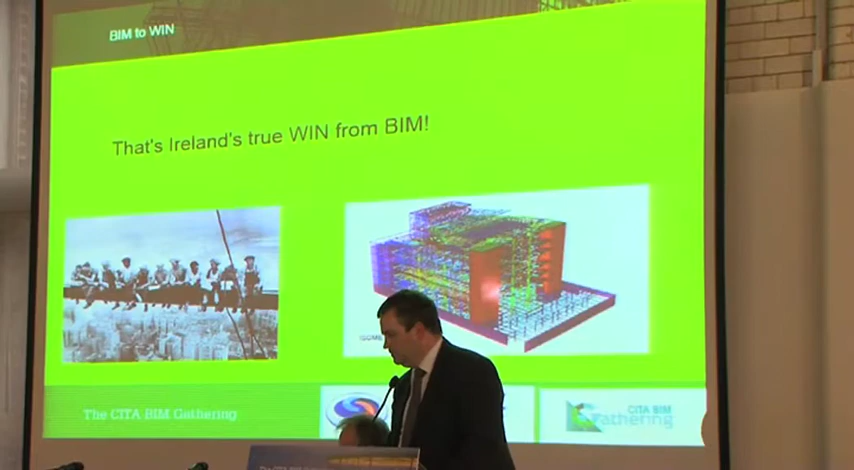 BIM to WIN
That's Ireland's true WIN from BIM!
The CITA BIM Gathering
CITA BIM
Gathering